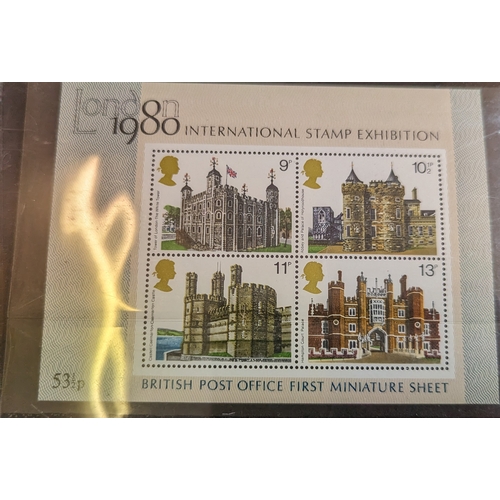 London
1980 INTERNATIONAL STAMP EXHIBITION
9P
10½P
11P
13P
53½p
BRITISH POST OFFICE FIRST MINIATURE SHEET